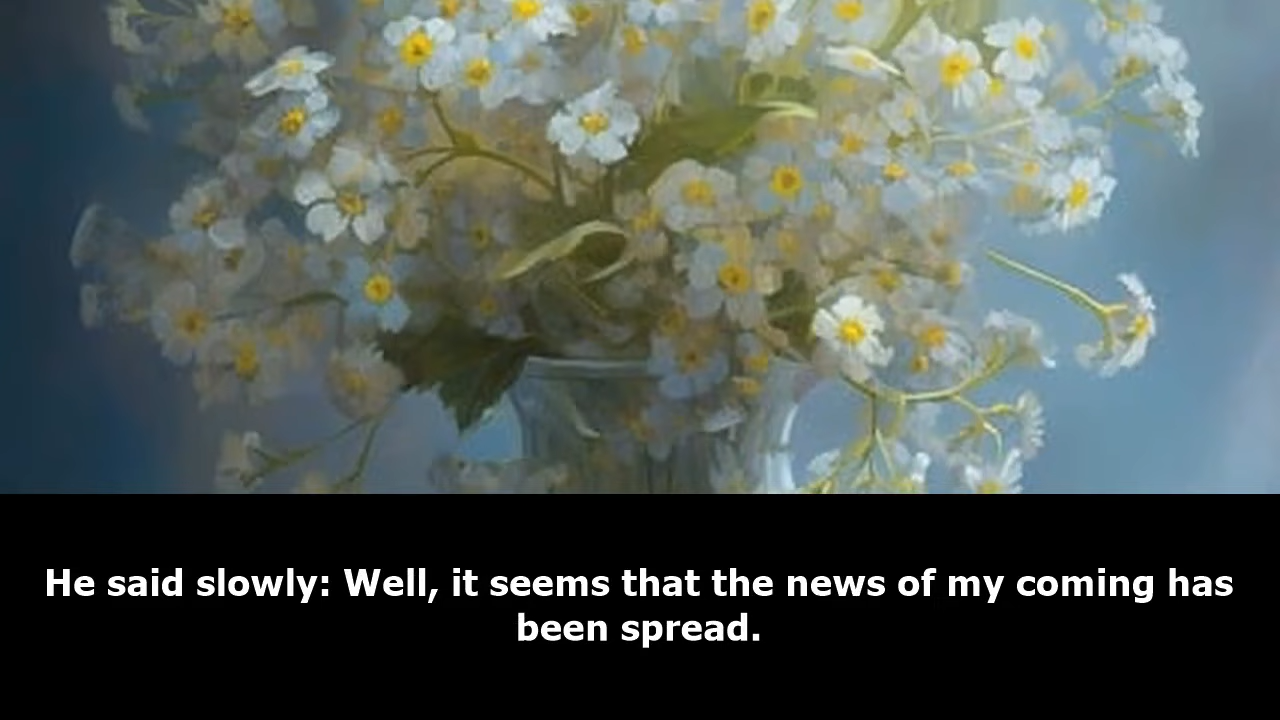 He said slowly: Well, it seems that the news of my coming has
been spread.